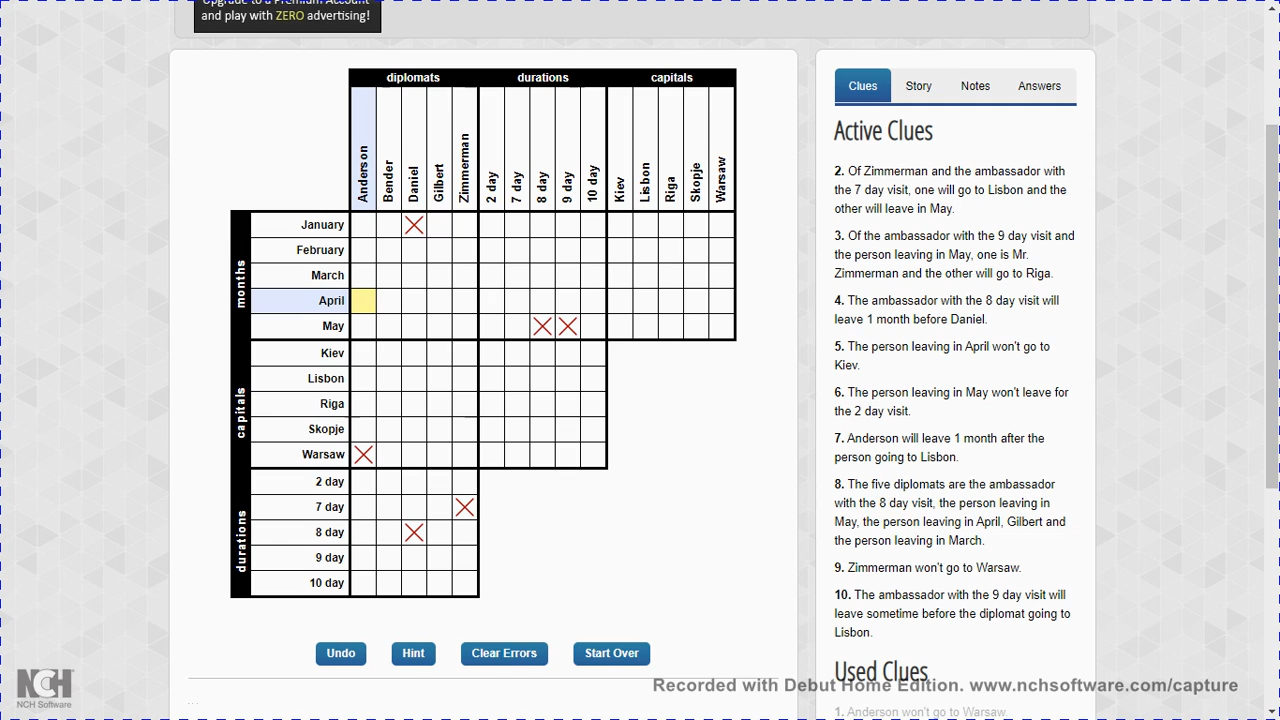 Upgrade to a Premium Account
and play with ZERO advertising!
diplomats durations capitals
Anderson Bender Daniel Gilbert Zimmerman 2 day 7 day 8 day 9 day 10 day Kiev Lisbon Riga Skopje Warsaw
months
January
February
March
April
May
capitals
Kiev
Lisbon
Riga
Skopje
Warsaw
durations
2 day
7 day
8 day
9 day
10 day
Undo Hint Clear Errors Start Over
Clues Story Notes Answers
Active Clues
2. Of Zimmerman and the ambassador with
the 7 day visit, one will go to Lisbon and the
other will leave in May.
3. Of the ambassador with the 9 day visit and
the person leaving in May, one is Mr.
Zimmerman and the other will go to Riga.
4. The ambassador with the 8 day visit will
leave 1 month before Daniel.
5. The person leaving in April won't go to
Kiev.
6. The person leaving in May won't leave for
the 2 day visit.
7. Anderson will leave 1 month after the
person going to Lisbon.
8. The five diplomats are the ambassador
with the 8 day visit, the person leaving in
May, the person leaving in April, Gilbert and
the person leaving in March.
9. Zimmerman won't go to Warsaw.
10. The ambassador with the 9 day visit will
leave sometime before the diplomat going to
Lisbon.
Used Clues
1. Anderson won't go to Warsaw.
NCH
NCH Software
Recorded with Debut Home Edition. www.nchsoftware.com/capture